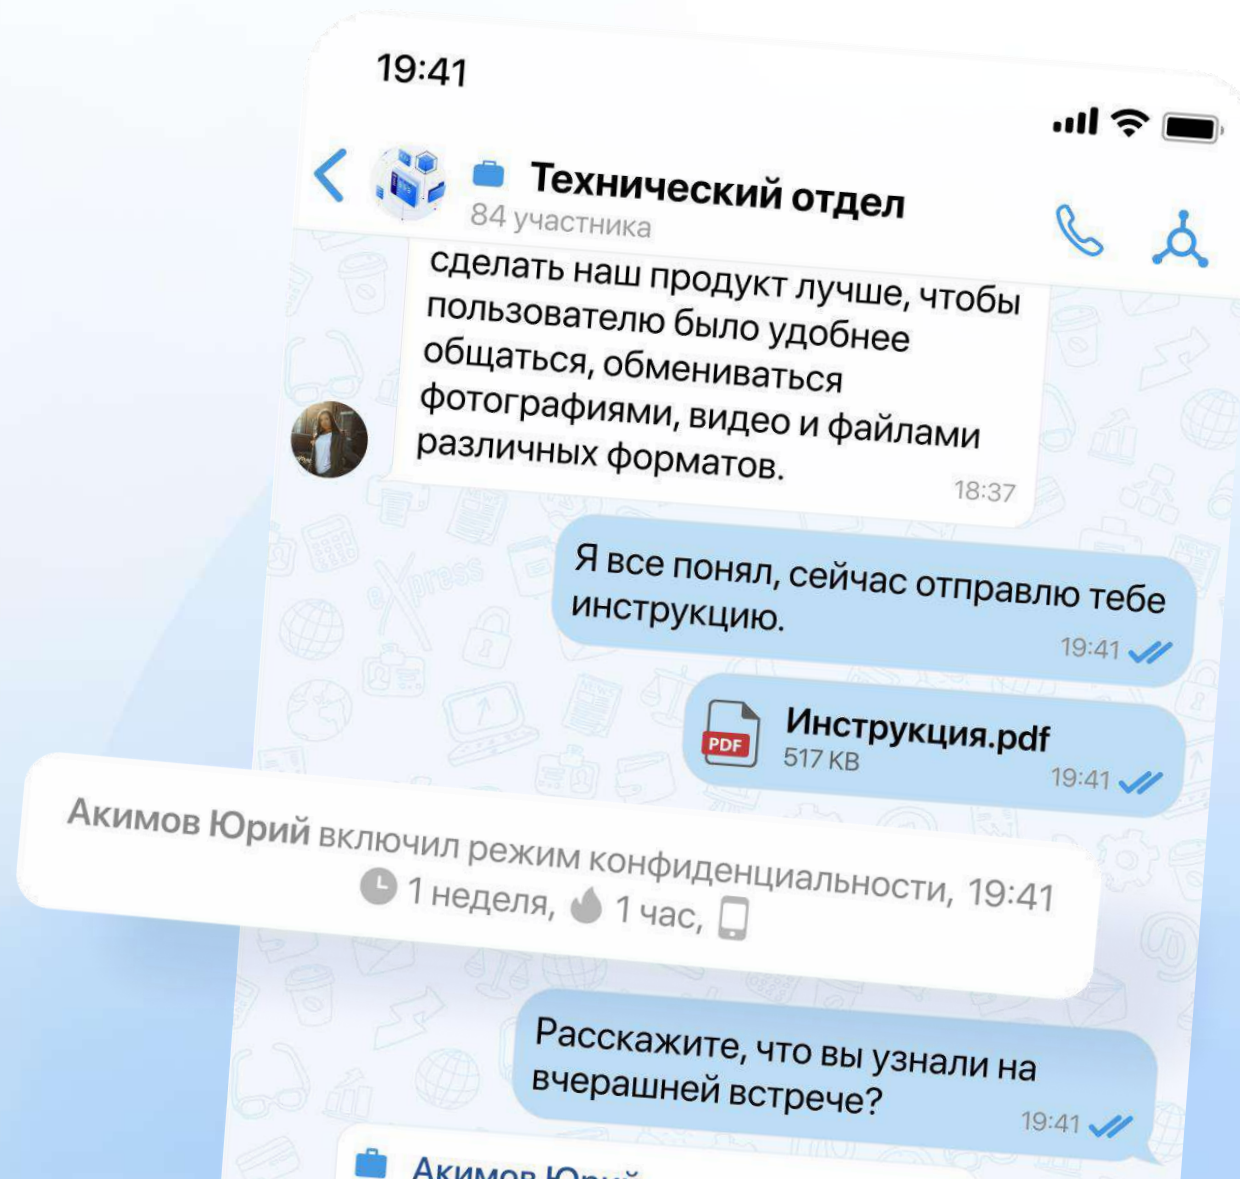 19:41
Технический отдел
84 участника
сделать наш продукт лучше, чтобы
пользователю было удобнее
общаться, обмениваться
фотографиями, видео и файлами
различных форматов.
18:37
Я все понял, сейчас отправлю тебе
инструкцию.
19:41
PDF
Инструкция.pdf
517 KB
19:41
eXpress
Акимов Юрий включил режим конфиденциальности, 19:41
1 неделя, 1 час,
Расскажите, что вы узнали на
вчерашней встрече?
19:41
Акимов Юрий